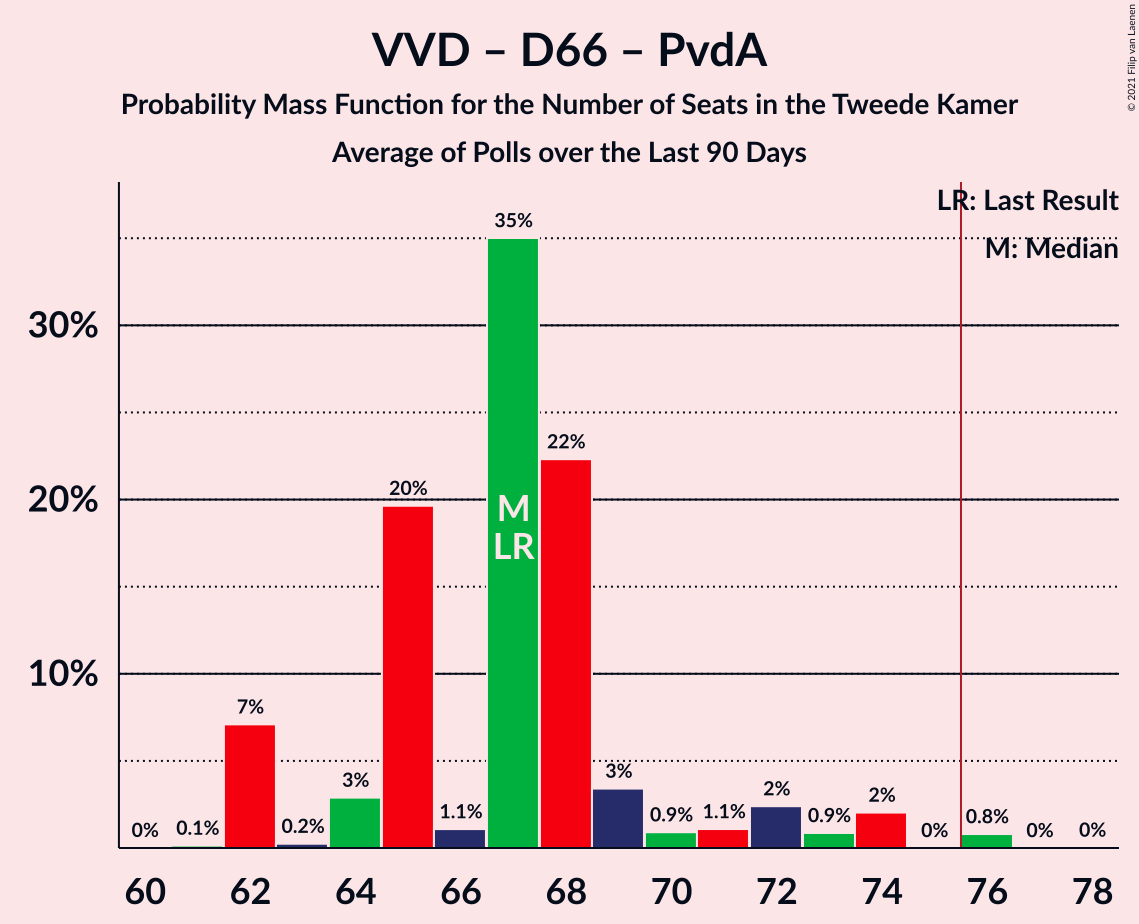 VVD – D66 – PvdA
Probability Mass Function for the Number of Seats in the Tweede Kamer
Average of Polls over the Last 90 Days
© 2021 Filip van Laenen
LR: Last Result
M: Median
30%
20%
10%
0%
0.1%
7%
0.2%
3%
20%
1.1%
35%
22%
3%
0.9%
1.1%
2%
0.9%
2%
0%
0.8%
0%
0%
M
LR
60 62 64 66 68 70 72 74 76 78